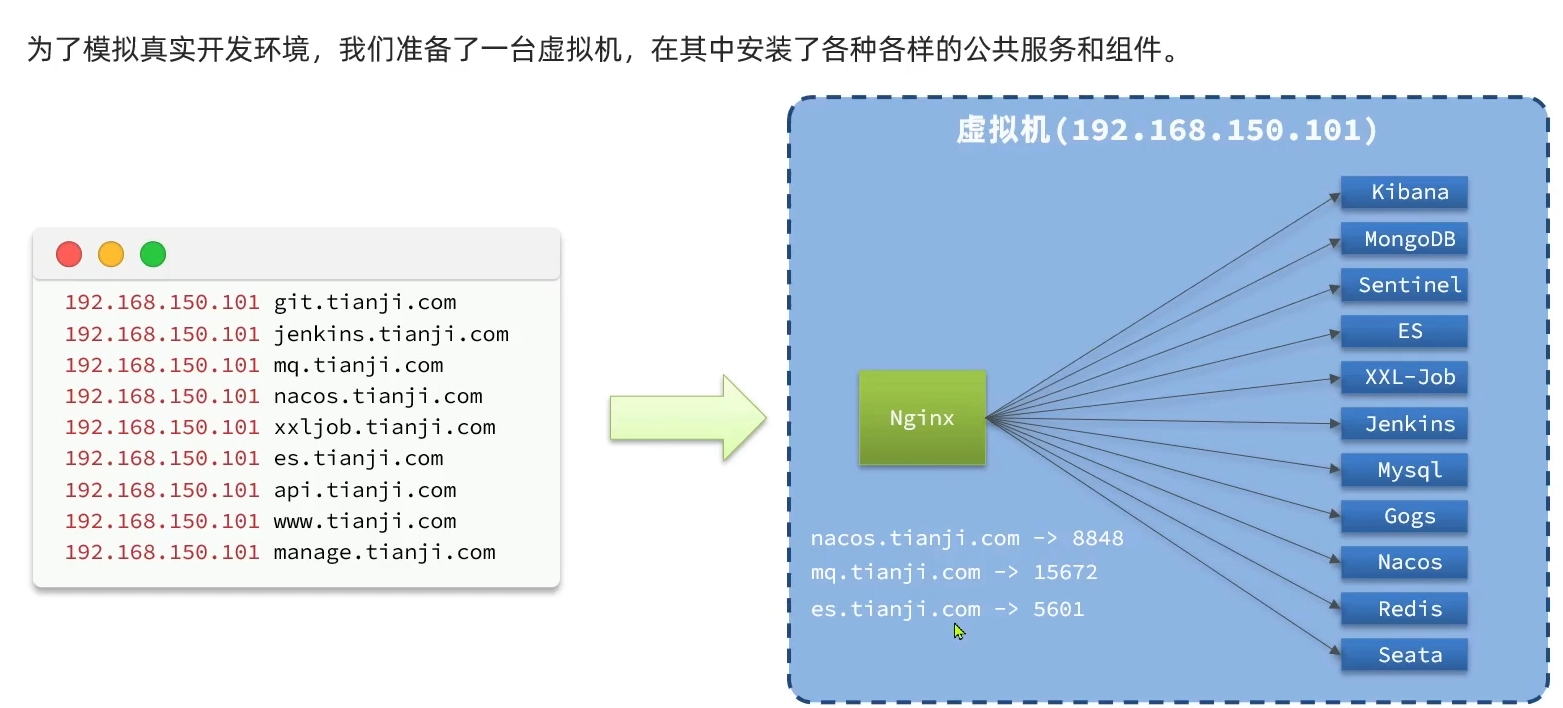 为了模拟真实开发环境，我们准备了一台虚拟机，在其中安装了各种各样的公共服务和组件。
192.168.150.101 git.tianji.com
192.168.150.101 jenkins.tianji.com
192.168.150.101 mq.tianji.com
192.168.150.101 nacos.tianji.com
192.168.150.101 xxljob.tianji.com
192.168.150.101 es.tianji.com
192.168.150.101 api.tianji.com
192.168.150.101 www.tianji.com
192.168.150.101 manage.tianji.com
虚拟机(192.168.150.101)
Nginx
nacos.tianji.com -> 8848
mq.tianji.com -> 15672
es.tianji.com -> 5601
Kibana
MongoDB
Sentinel
ES
XXL-Job
Jenkins
Mysql
Gogs
Nacos
Redis
Seata